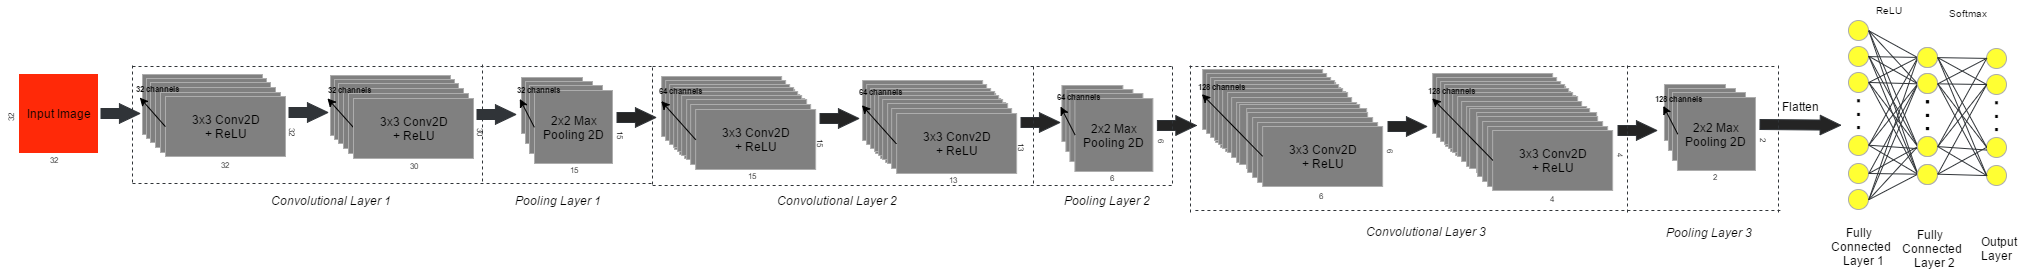 32
Input Image
32
32 channels
3x3 Conv2D
+ ReLU
32
32
32 channels
3x3 Conv2D
+ ReLU
30
30
Convolutional Layer 1
32 channels
2x2 Max
Pooling 2D
15
15
Pooling Layer 1
64 channels
3x3 Conv2D
+ ReLU
15
15
64 channels
3x3 Conv2D
+ ReLU
13
13
Convolutional Layer 2
64 channels
2x2 Max
Pooling 2D
6
6
Pooling Layer 2
128 channels
3x3 Conv2D
+ ReLU
6
6
128 channels
3x3 Conv2D
+ ReLU
4
4
Convolutional Layer 3
128 channels
2x2 Max
Pooling 2D
2
2
Pooling Layer 3
Flatten
ReLU
Softmax
Fully
Connected
Layer 1
Fully
Connected
Layer 2
Output
Layer